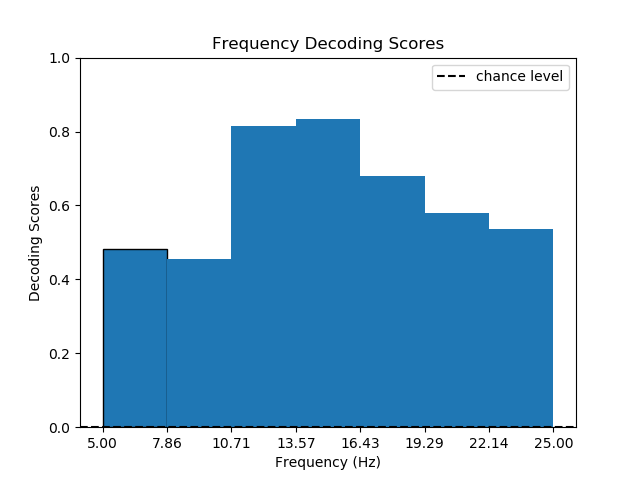 Frequency Decoding Scores
chance level
Decoding Scores
1.0
0.8
0.6
0.4
0.2
0.0
5.00 7.86 10.71 13.57 16.43 19.29 22.14 25.00
Frequency (Hz)